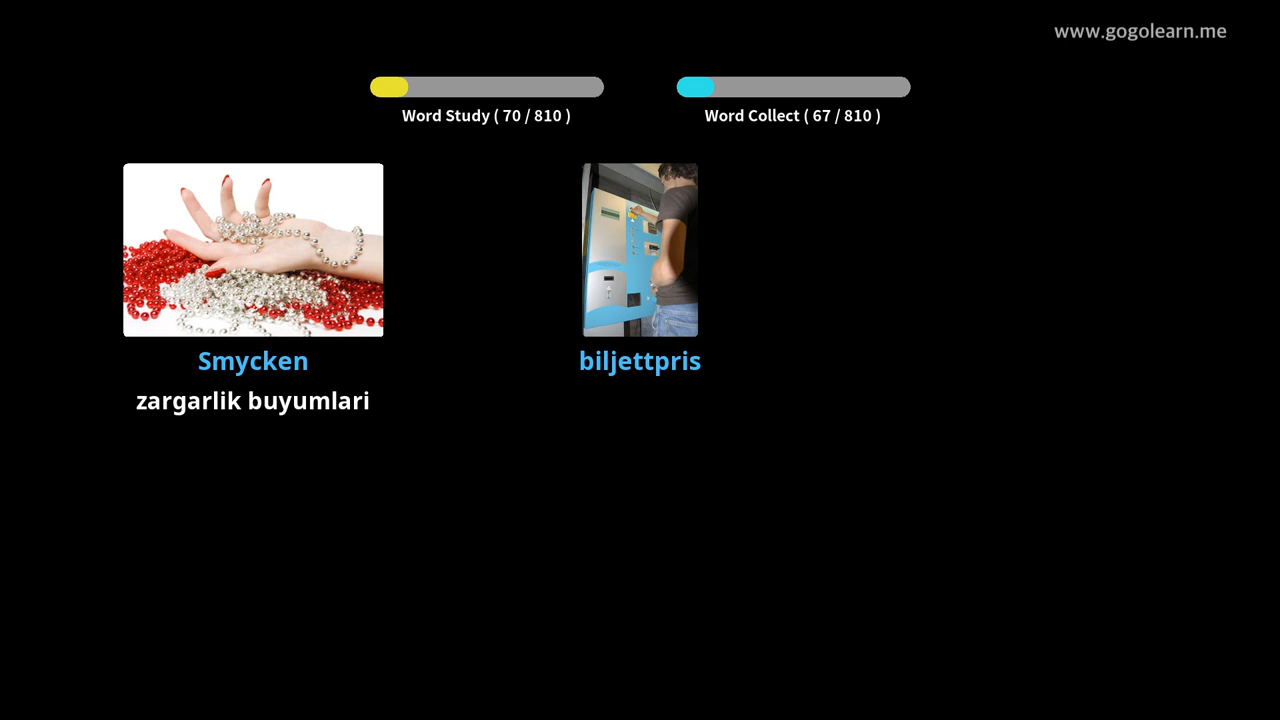 www.gogolearn.me
Word Study ( 70 / 810 )
Word Collect ( 67 / 810 )
Smycken
zargarlik buyumlari
biljettpris